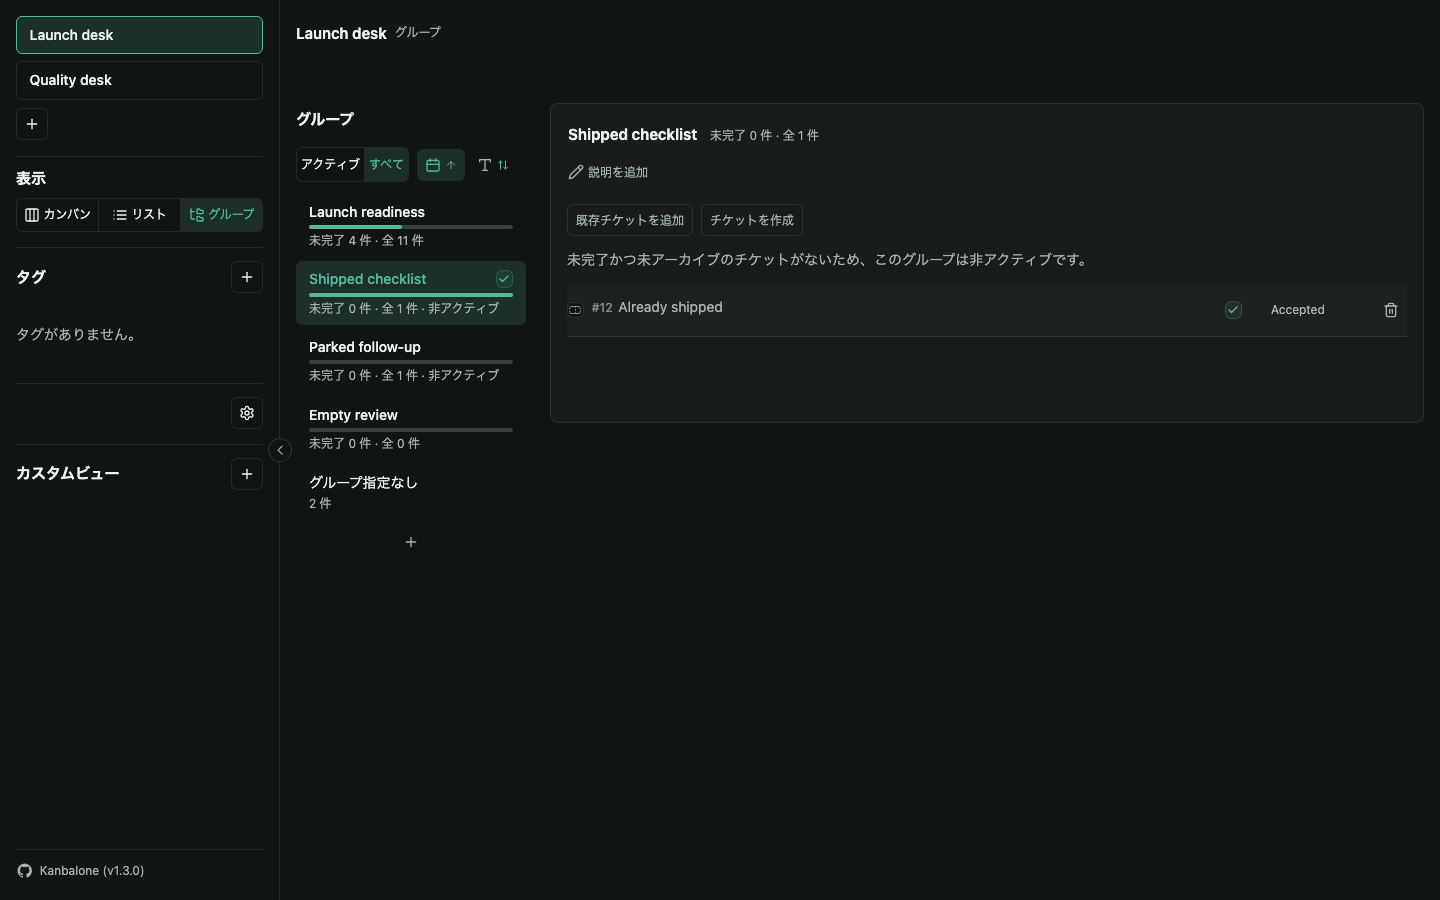 Launch desk
Quality desk
表示
カンバン
リスト
グループ
タグ
タグがありません。
カスタムビュー
Kanbalone (v1.3.0)
Launch desk グループ
グループ
アクティブ すべて
Launch readiness
未完了 4 件 · 全 11 件
Shipped checklist
未完了 0 件 · 全 1 件 · 非アクティブ
Parked follow-up
未完了 0 件 · 全 1 件 · 非アクティブ
Empty review
未完了 0 件 · 全 0 件
グループ指定なし
2 件
Shipped checklist 未完了 0 件 · 全 1 件
説明を追加
既存チケットを追加 チケットを作成
未完了かつ未アーカイブのチケットがないため、このグループは非アクティブです。
#12 Already shipped Accepted